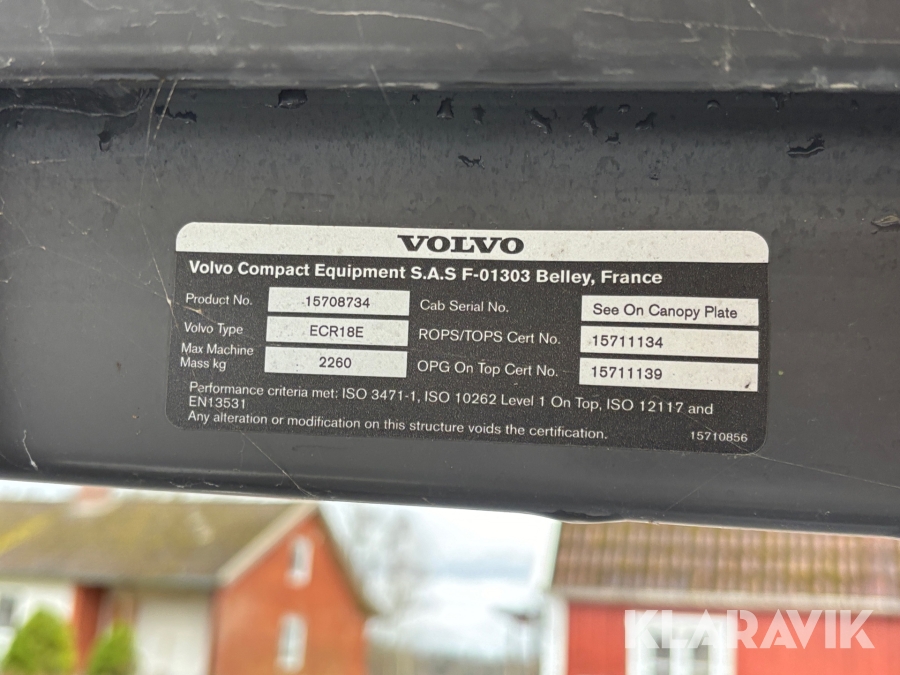 VOLVO
Volvo Compact Equipment S.A.S F-01303 Belley, France
Product No. 15708734 Cab Serial No. See On Canopy Plate
Volvo Type ECR18E ROPS/TOPS Cert No. 15711134
Max Machine
Mass kg 2260 OPG On Top Cert No. 15711139
Performance criteria met: ISO 3471-1, ISO 10262 Level 1 On Top, ISO 12117 and
EN13531
Any alteration or modification on this structure voids the certification. 15710856
KLARAVIK